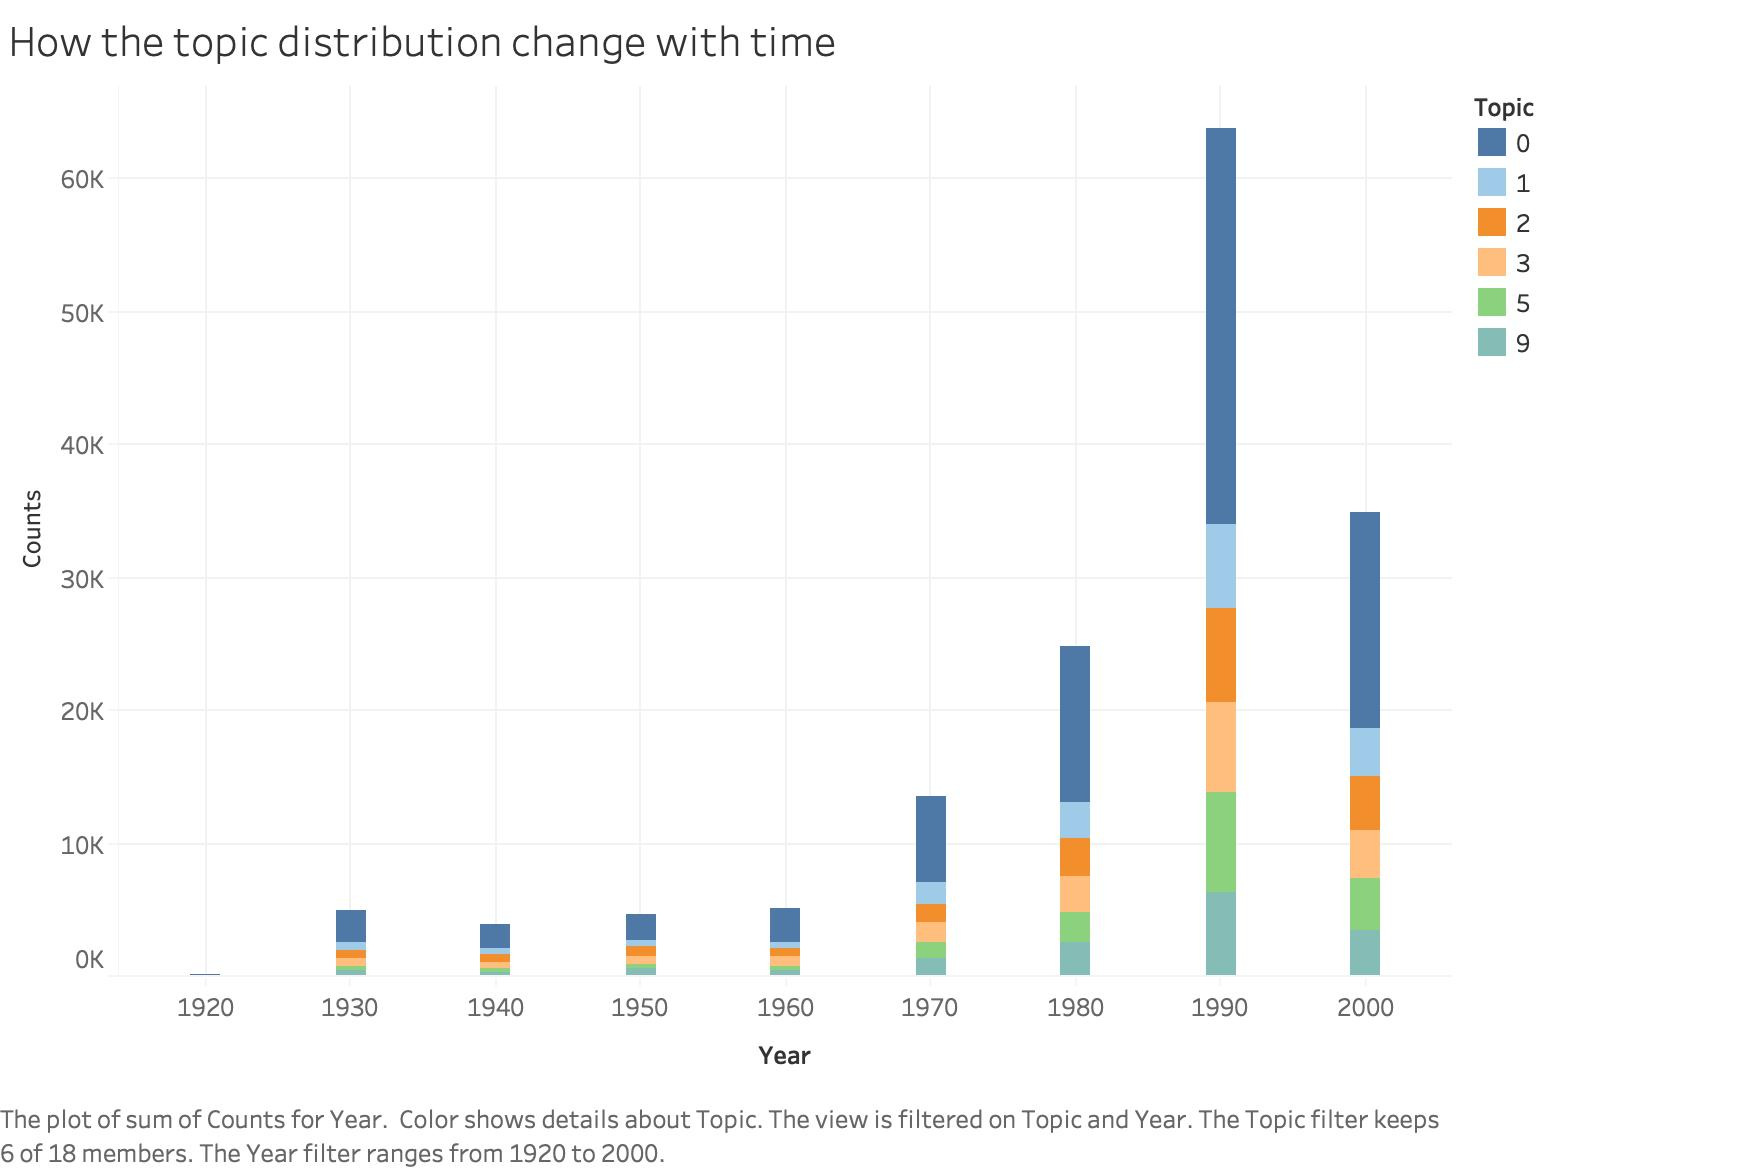 How the topic distribution change with time
Topic
0
1
2
3
5
9
60K
50K
40K
30K
20K
10K
0K
Counts
1920 1930 1940 1950 1960 1970 1980 1990 2000
Year
The plot of sum of Counts for Year.  Color shows details about Topic. The view is filtered on Topic and Year. The Topic filter keeps
6 of 18 members. The Year filter ranges from 1920 to 2000.